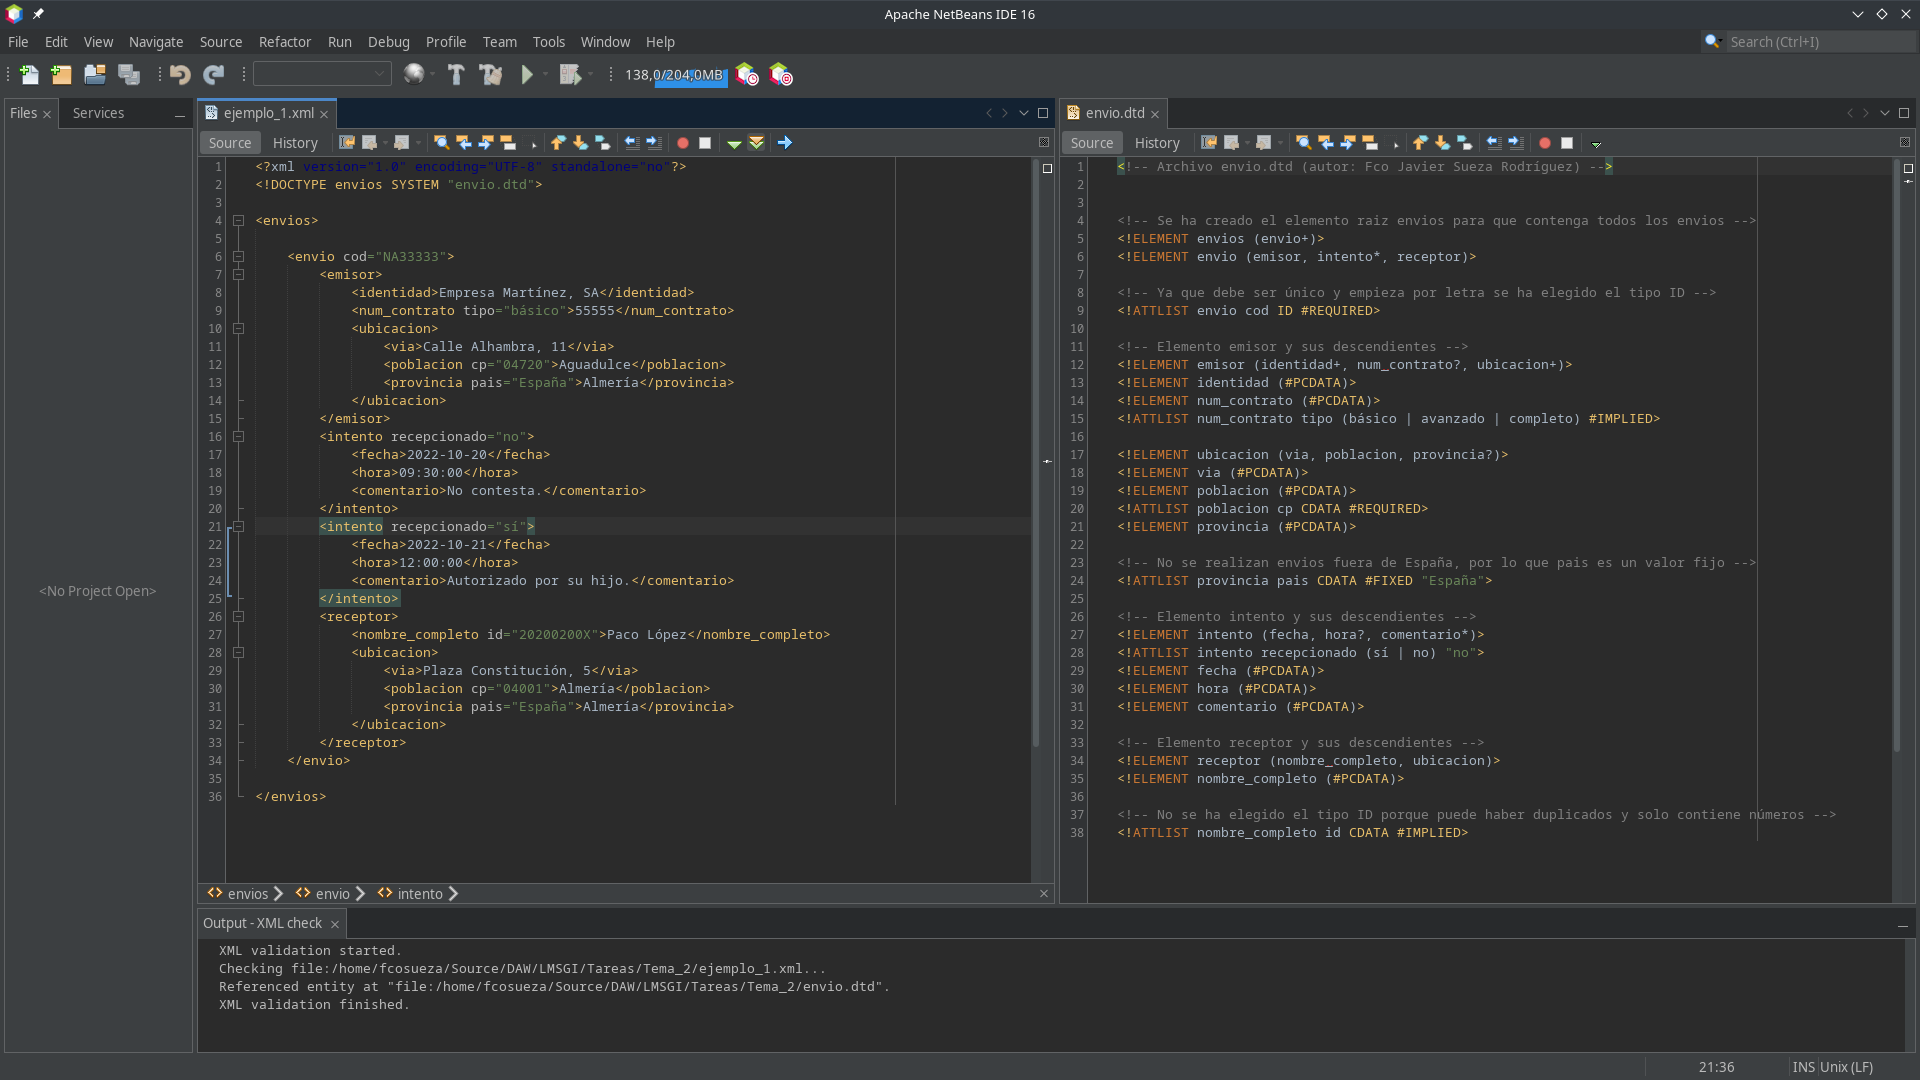 Apache NetBeans IDE 16
File Edit View Navigate Source Refactor Run Debug Profile Team Tools Window Help
Search (Ctrl+I)
138,0/204,0MB
Files Services
<No Project Open>
ejemplo_1.xml
Source History
1 <?xml version="1.0" encoding="UTF-8" standalone="no"?>
2 <!DOCTYPE envios SYSTEM "envio.dtd">
3
4 <envios>
5
6     <envio cod="NA33333">
7         <emisor>
8             <identidad>Empresa Martínez, SA</identidad>
9             <num_contrato tipo="básico">55555</num_contrato>
10             <ubicacion>
11                 <via>Calle Alhambra, 11</via>
12                 <poblacion cp="04720">Aguadulce</poblacion>
13                 <provincia pais="España">Almería</provincia>
14             </ubicacion>
15         </emisor>
16         <intento recepcionado="no">
17             <fecha>2022-10-20</fecha>
18             <hora>09:30:00</hora>
19             <comentario>No contesta.</comentario>
20         </intento>
21         <intento recepcionado="sí">
22             <fecha>2022-10-21</fecha>
23             <hora>12:00:00</hora>
24             <comentario>Autorizado por su hijo.</comentario>
25         </intento>
26         <receptor>
27             <nombre_completo id="20200200X">Paco López</nombre_completo>
28             <ubicacion>
29                 <via>Plaza Constitución, 5</via>
30                 <poblacion cp="04001">Almería</poblacion>
31                 <provincia pais="España">Almería</provincia>
32             </ubicacion>
33         </receptor>
34     </envio>
35
36 </envios>
envios envio intento
envio.dtd
Source History
1 <!-- Archivo envio.dtd (autor: Fco Javier Sueza Rodríguez) -->
2
3
4 <!-- Se ha creado el elemento raiz envios para que contenga todos los envios -->
5 <!ELEMENT envios (envio+)>
6 <!ELEMENT envio (emisor, intento*, receptor)>
7
8 <!-- Ya que debe ser único y empieza por letra se ha elegido el tipo ID -->
9 <!ATTLIST envio cod ID #REQUIRED>
10
11 <!-- Elemento emisor y sus descendientes -->
12 <!ELEMENT emisor (identidad+, num_contrato?, ubicacion+)>
13 <!ELEMENT identidad (#PCDATA)>
14 <!ELEMENT num_contrato (#PCDATA)>
15 <!ATTLIST num_contrato tipo (básico | avanzado | completo) #IMPLIED>
16
17 <!ELEMENT ubicacion (via, poblacion, provincia?)>
18 <!ELEMENT via (#PCDATA)>
19 <!ELEMENT poblacion (#PCDATA)>
20 <!ATTLIST poblacion cp CDATA #REQUIRED>
21 <!ELEMENT provincia (#PCDATA)>
22
23 <!-- No se realizan envios fuera de España, por lo que pais es un valor fijo -->
24 <!ATTLIST provincia pais CDATA #FIXED "España">
25
26 <!-- Elemento intento y sus descendientes -->
27 <!ELEMENT intento (fecha, hora?, comentario*)>
28 <!ATTLIST intento recepcionado (sí | no) "no">
29 <!ELEMENT fecha (#PCDATA)>
30 <!ELEMENT hora (#PCDATA)>
31 <!ELEMENT comentario (#PCDATA)>
32
33 <!-- Elemento receptor y sus descendientes -->
34 <!ELEMENT receptor (nombre_completo, ubicacion)>
35 <!ELEMENT nombre_completo (#PCDATA)>
36
37 <!-- No se ha elegido el tipo ID porque puede haber duplicados y solo contiene números -->
38 <!ATTLIST nombre_completo id CDATA #IMPLIED>
Output - XML check
XML validation started.
Checking file:/home/fcosueza/Source/DAW/LMSGI/Tareas/Tema_2/ejemplo_1.xml...
Referenced entity at "file:/home/fcosueza/Source/DAW/LMSGI/Tareas/Tema_2/envio.dtd".
XML validation finished.
21:36 INS Unix (LF)